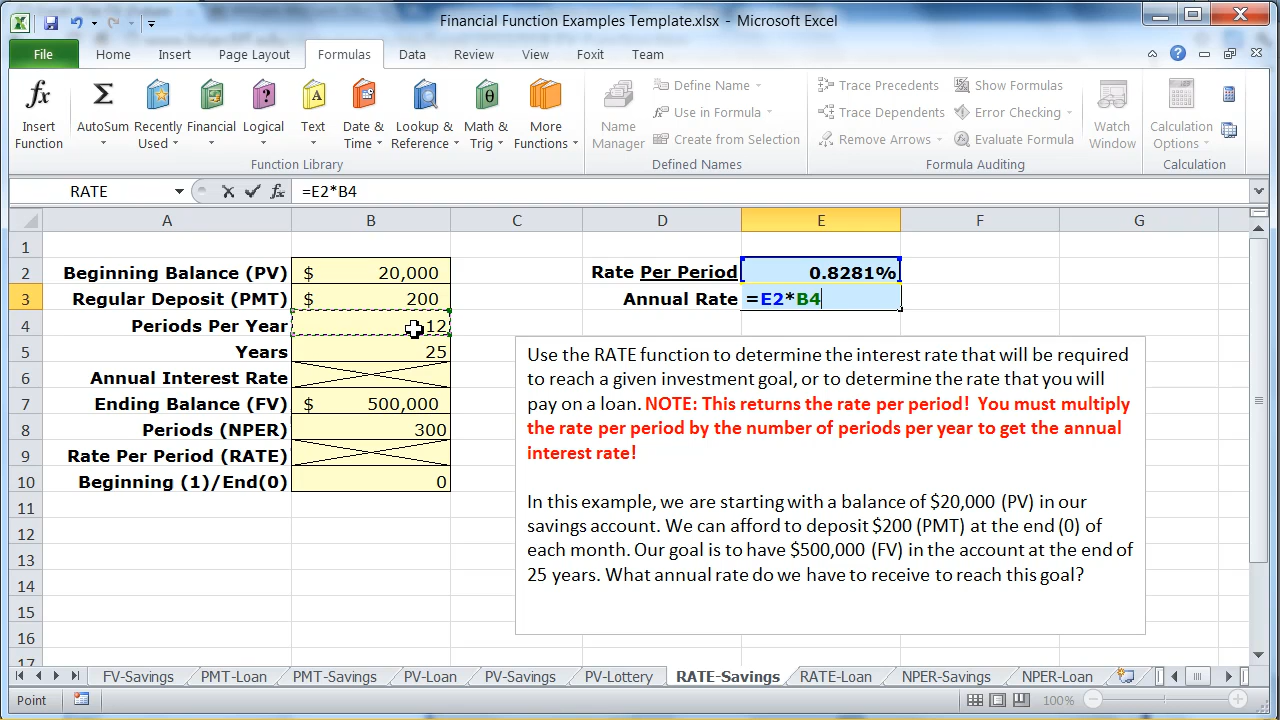 Financial Function Examples Template.xlsx - Microsoft Excel
File Home Insert Page Layout Formulas Data Review View Foxit Team
Insert Function
AutoSum
Recently Used
Financial
Logical
Text
Date & Time
Lookup & Reference
Math & Trig
More Functions
Function Library
Name Manager
Define Name
Use in Formula
Create from Selection
Defined Names
Trace Precedents
Trace Dependents
Remove Arrows
Show Formulas
Error Checking
Evaluate Formula
Formula Auditing
Watch Window
Calculation Options
Calculation
RATE fx =E2*B4
A B C D E F G
1
2 Beginning Balance (PV) $ 20,000 Rate Per Period 0.8281%
3 Regular Deposit (PMT) $ 200 Annual Rate =E2*B4
4 Periods Per Year 12
5 Years 25
6 Annual Interest Rate
7 Ending Balance (FV) $ 500,000
8 Periods (NPER) 300
9 Rate Per Period (RATE)
10 Beginning (1)/End(0) 0
11
12
13
14
15
16
17
Use the RATE function to determine the interest rate that will be required
to reach a given investment goal, or to determine the rate that you will
pay on a loan. NOTE: This returns the rate per period! You must multiply
the rate per period by the number of periods per year to get the annual
interest rate!
In this example, we are starting with a balance of $20,000 (PV) in our
savings account. We can afford to deposit $200 (PMT) at the end (0) of
each month. Our goal is to have $500,000 (FV) in the account at the end of
25 years. What annual rate do we have to receive to reach this goal?
FV-Savings PMT-Loan PMT-Savings PV-Loan PV-Savings PV-Lottery RATE-Savings RATE-Loan NPER-Savings NPER-Loan
Point 100%